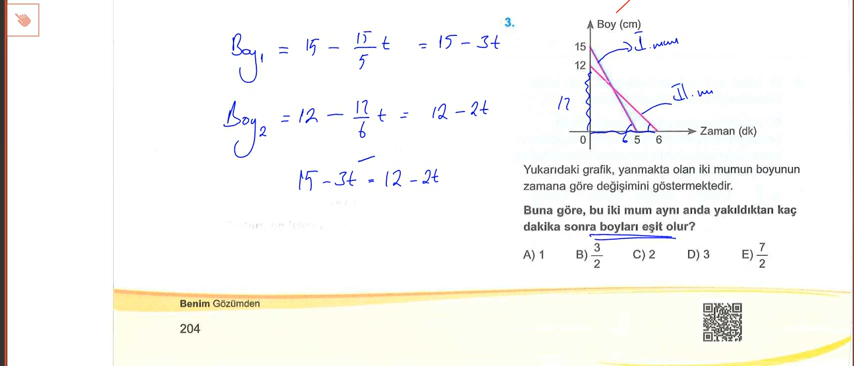 Boy₁ = 15 - 15/5 t = 15 - 3t
Boy₂ = 12 - 12/6 t = 12 - 2t
15 - 3t = 12 - 2t
3.
Boy (cm)
15
I. mum
12
II. mu
12
Zaman (dk)
0
6
5
6
Yukarıdaki grafik, yanmakta olan iki mumun boyunun
zamana göre değişimini göstermektedir.
Buna göre, bu iki mum aynı anda yakıldıktan kaç
dakika sonra boyları eşit olur?
A) 1 B) 3/2 C) 2 D) 3 E) 7/2
Benim Gözümden
204